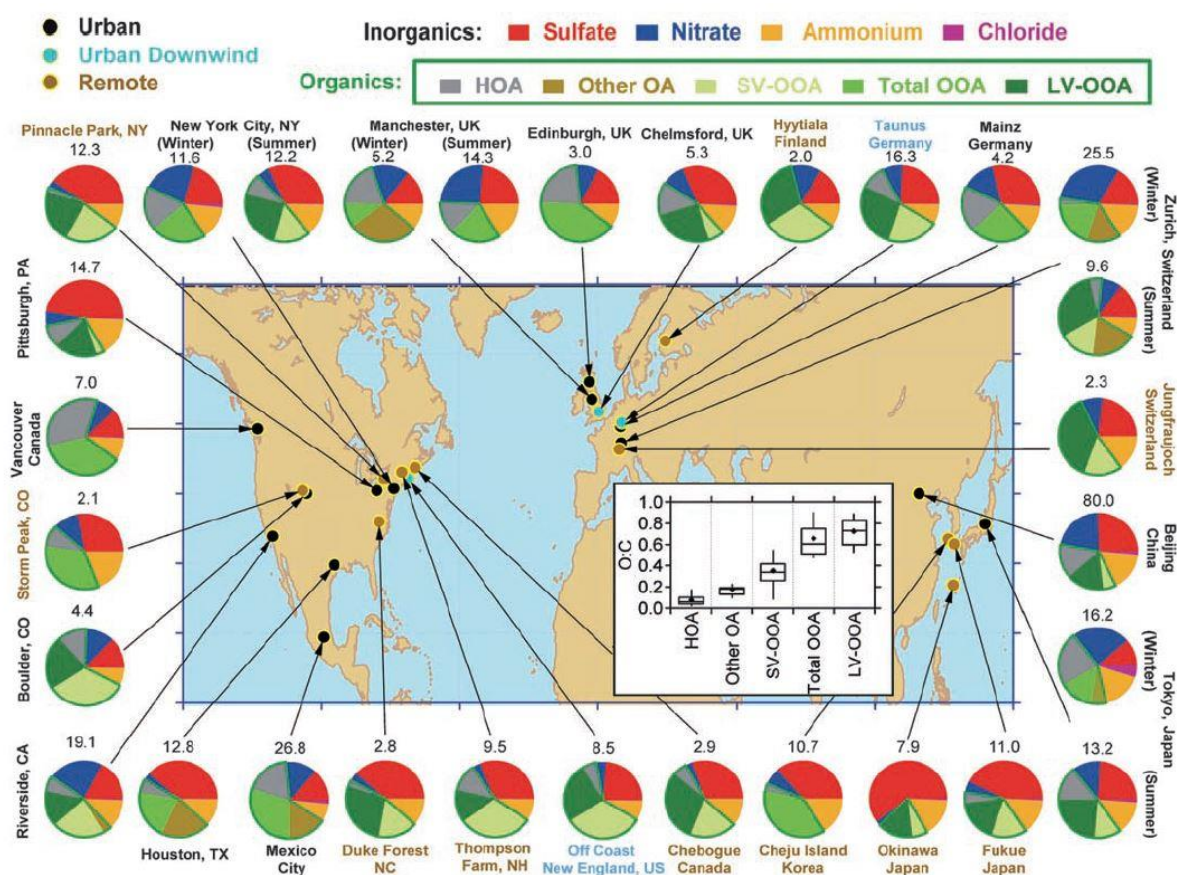 Urban
Urban Downwind
Remote
Inorganics: Sulfate Nitrate Ammonium Chloride
Organics: HOA Other OA SV-OOA Total OOA LV-OOA
Pinnacle Park, NY
12.3
New York City, NY
(Winter) (Summer)
11.6 12.2
Manchester, UK
(Winter) (Summer)
5.2 14.3
Edinburgh, UK
3.0
Chelmsford, UK
5.3
Hyytiala
Finland
2.0
Taunus
Germany
16.3
Mainz
Germany
4.2
25.5
(Winter)
Zurich, Switzerland
9.6
(Summer)
Pittsburgh, PA
14.7
Vancouver
Canada
7.0
Storm Peak, CO
2.1
Boulder, CO
4.4
Jungfraujoch
Switzerland
2.3
Beijing
China
80.0
16.2
(Winter)
Tokyo, Japan
13.2
(Summer)
O:C
1.0
0.8
0.6
0.4
0.2
0.0
HOA
Other OA
SV-OOA
Total OOA
LV-OOA
Riverside, CA
19.1
12.8
Houston, TX
26.8
Mexico
City
2.8
Duke Forest
NC
9.5
Thompson
Farm, NH
8.5
Off Coast
New England, US
2.9
Chebogue
Canada
10.7
Cheju Island
Korea
7.9
Okinawa
Japan
11.0
Fukue
Japan